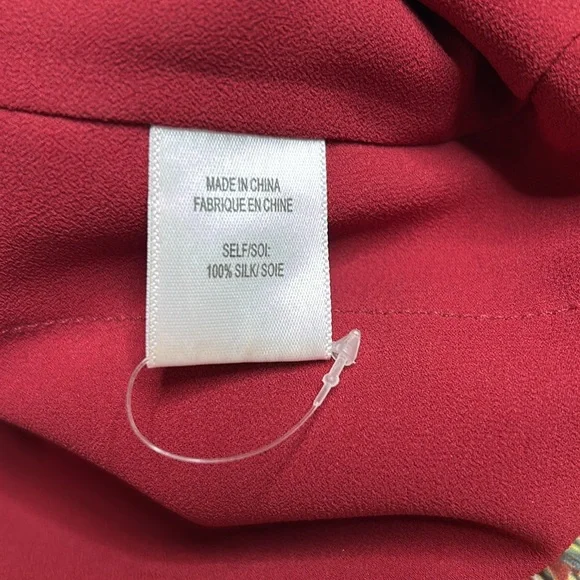 MADE IN CHINA
FABRIQUE EN CHINE
SELF/SOI:
100% SILK/ SOIE